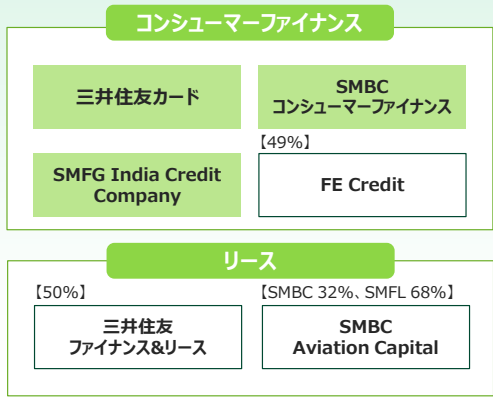 コンシューマーファイナンス
三井住友カード
SMBC
コンシューマーファイナンス
【49%】
SMFG India Credit
Company
FE Credit
リース
【50%】
【SMBC 32%、SMFL 68%】
三井住友
ファイナンス&リース
SMBC
Aviation Capital